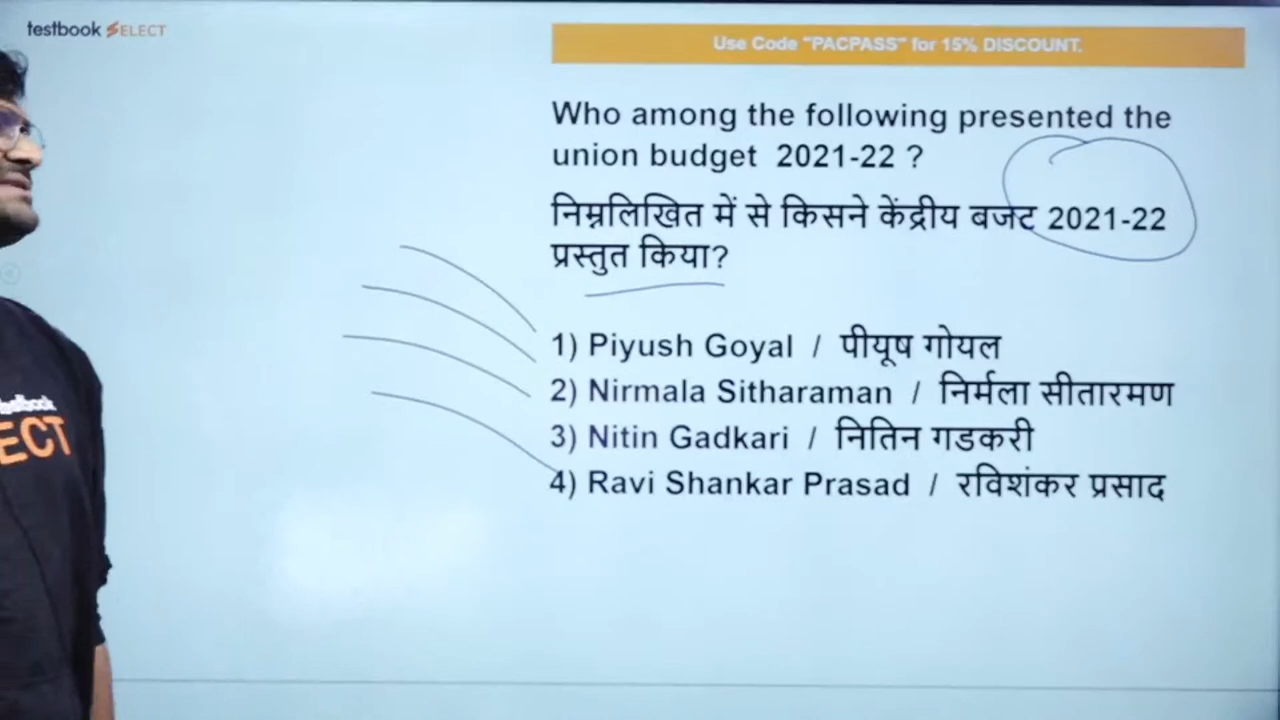 testbook SELECT
Use Code "PACPASS" for 15% DISCOUNT.
Who among the following presented the
union budget 2021-22 ?
निम्नलिखित में से किसने केंद्रीय बजट 2021-22
प्रस्तुत किया?
1) Piyush Goyal / पीयूष गोयल
2) Nirmala Sitharaman / निर्मला सीतारमण
3) Nitin Gadkari / नितिन गडकरी
4) Ravi Shankar Prasad / रविशंकर प्रसाद
ECT